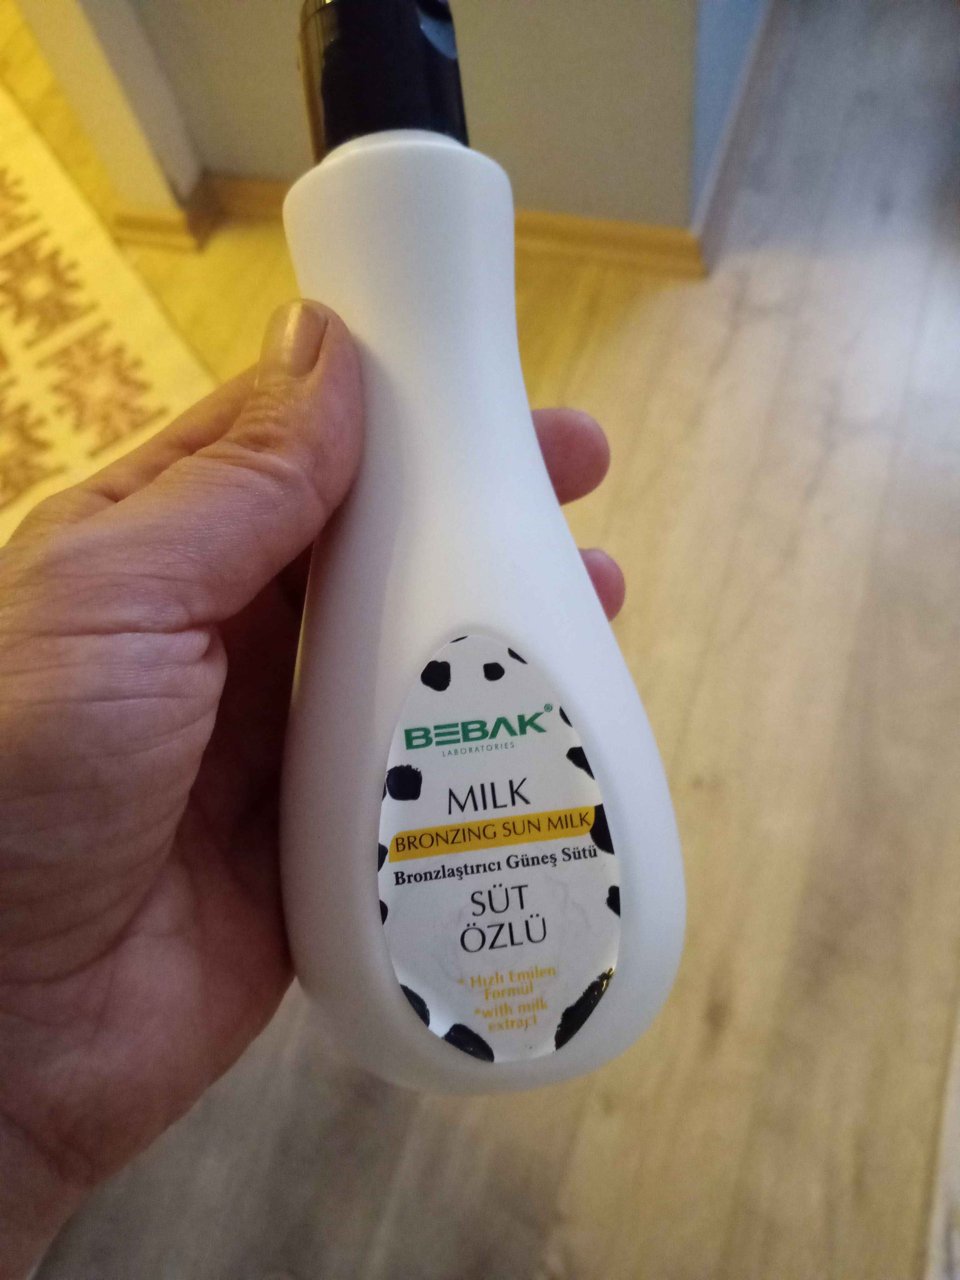 BEBAK®
LABORATORIES
MILK
BRONZING SUN MILK
Bronzlaştırıcı Güneş Sütü
SÜT
ÖZLÜ
* Hızlı Emilen
Formül
*with milk
extract